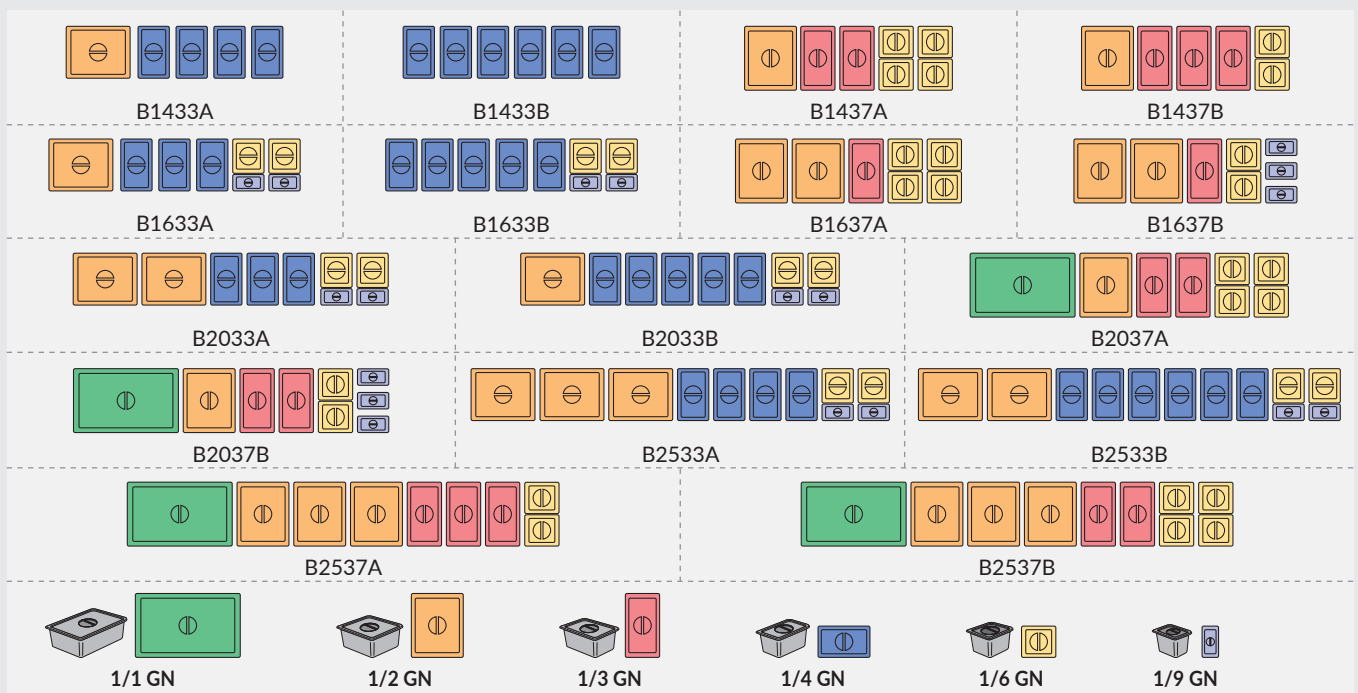 B1433A
B1433B
B1437A
B1437B
B1633A
B1633B
B1637A
B1637B
B2033A
B2033B
B2037A
B2037B
B2533A
B2533B
B2537A
B2537B
1/1 GN
1/2 GN
1/3 GN
1/4 GN
1/6 GN
1/9 GN